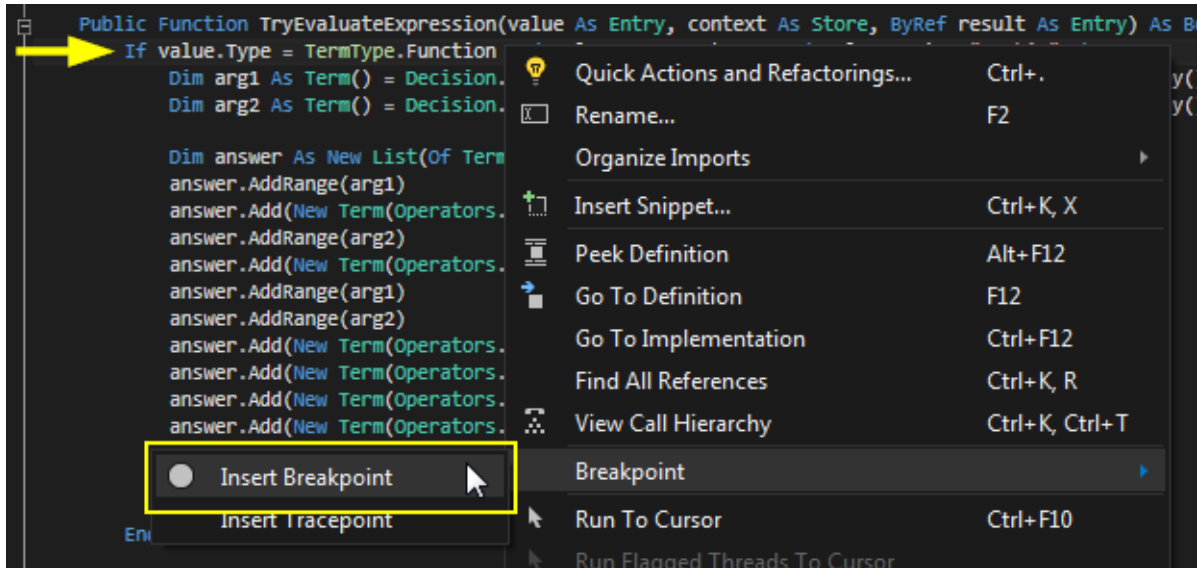 Public Function TryEvaluateExpression(value As Entry, context As Store, ByRef result As Entry) As B
If value.Type = TermType.Function
Dim arg1 As Term() = Decision. y(
Dim arg2 As Term() = Decision. y(
Dim answer As New List(Of Term
answer.AddRange(arg1)
answer.Add(New Term(Operators.
answer.AddRange(arg2)
answer.Add(New Term(Operators.
answer.AddRange(arg1)
answer.AddRange(arg2)
answer.Add(New Term(Operators.
answer.Add(New Term(Operators.
answer.Add(New Term(Operators.
answer.Add(New Term(Operators.
En
Quick Actions and Refactorings... Ctrl+.
Rename... F2
Organize Imports
Insert Snippet... Ctrl+K, X
Peek Definition Alt+F12
Go To Definition F12
Go To Implementation Ctrl+F12
Find All References Ctrl+K, R
View Call Hierarchy Ctrl+K, Ctrl+T
Breakpoint
Run To Cursor Ctrl+F10
Run Flagged Threads To Cursor
Insert Breakpoint
Insert Tracepoint